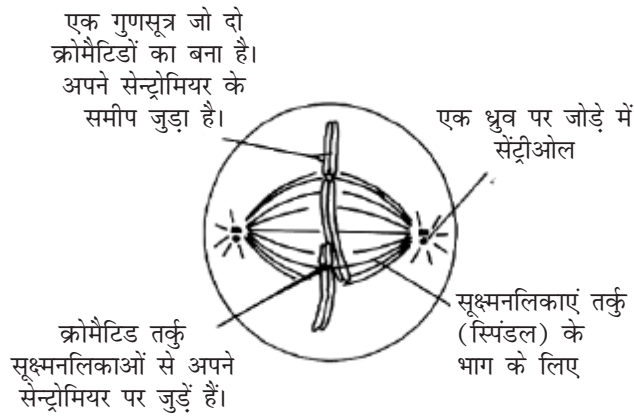 एक गुणसूत्र जो दो
क्रोमैटिडों का बना है।
अपने सेन्ट्रोमियर के
समीप जुड़ा है।
एक ध्रुव पर जोड़े में
सेंट्रीओल
क्रोमैटिड तर्कु
सूक्ष्मनलिकाओं से अपने
सेन्ट्रोमियर पर जुड़ें हैं।
सूक्ष्मनलिकाएं तर्कु
(स्पिंडल) के
भाग के लिए